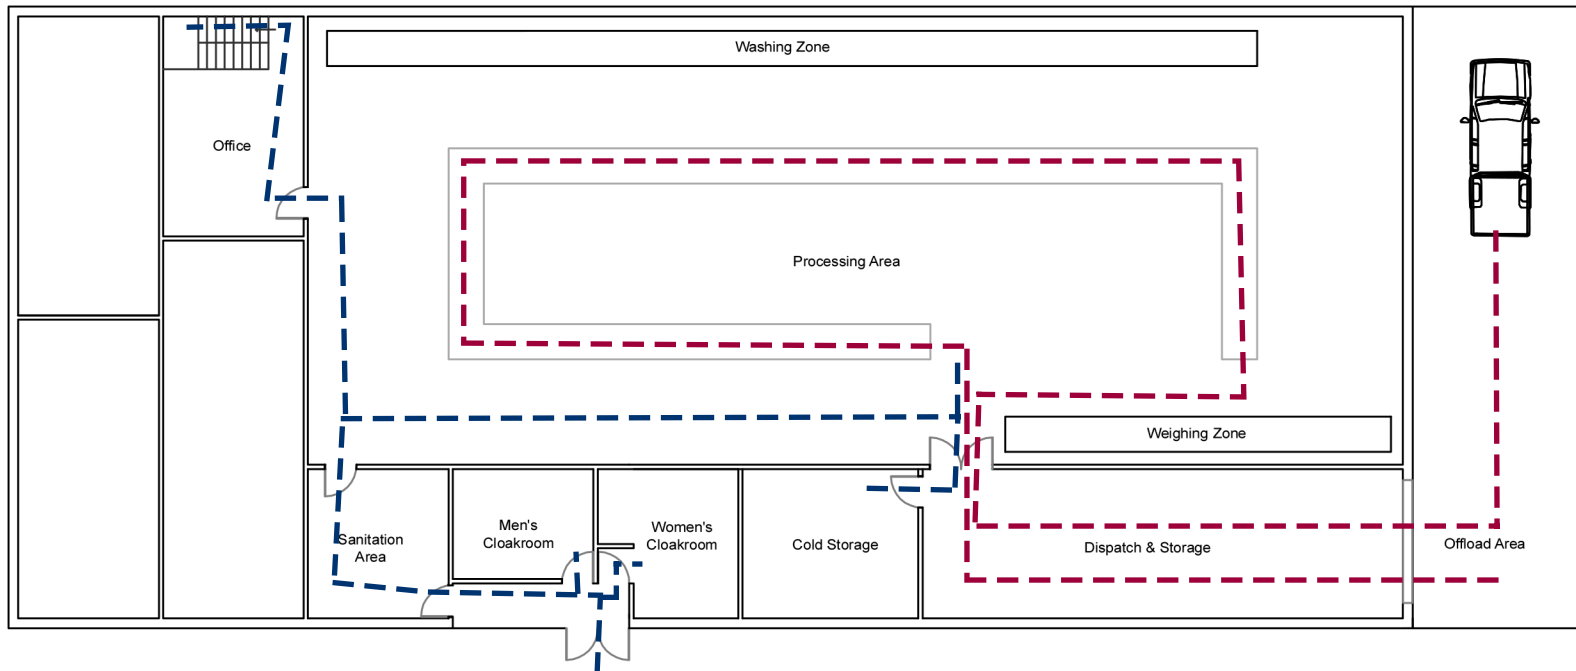 Washing Zone
Office
Processing Area
Weighing Zone
Men's
Cloakroom
Women's
Cloakroom
Sanitation
Area
Cold Storage
Dispatch & Storage
Offload Area